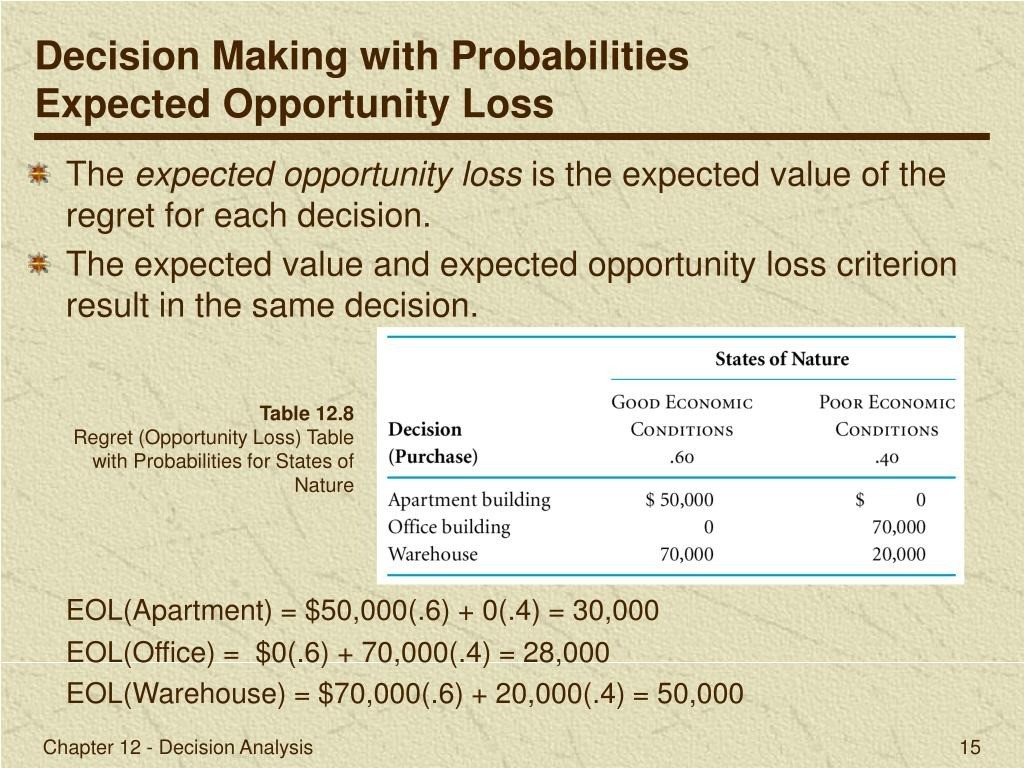 Decision Making with Probabilities
Expected Opportunity Loss
The expected opportunity loss is the expected value of the
regret for each decision.
The expected value and expected opportunity loss criterion
result in the same decision.
Table 12.8
Regret (Opportunity Loss) Table
with Probabilities for States of
Nature
States of Nature
Good Economic Poor Economic
Decision Conditions Conditions
(Purchase) .60 .40
Apartment building $ 50,000 $ 0
Office building 0 70,000
Warehouse 70,000 20,000
EOL(Apartment) = $50,000(.6) + 0(.4) = 30,000
EOL(Office) = $0(.6) + 70,000(.4) = 28,000
EOL(Warehouse) = $70,000(.6) + 20,000(.4) = 50,000
Chapter 12 - Decision Analysis 15